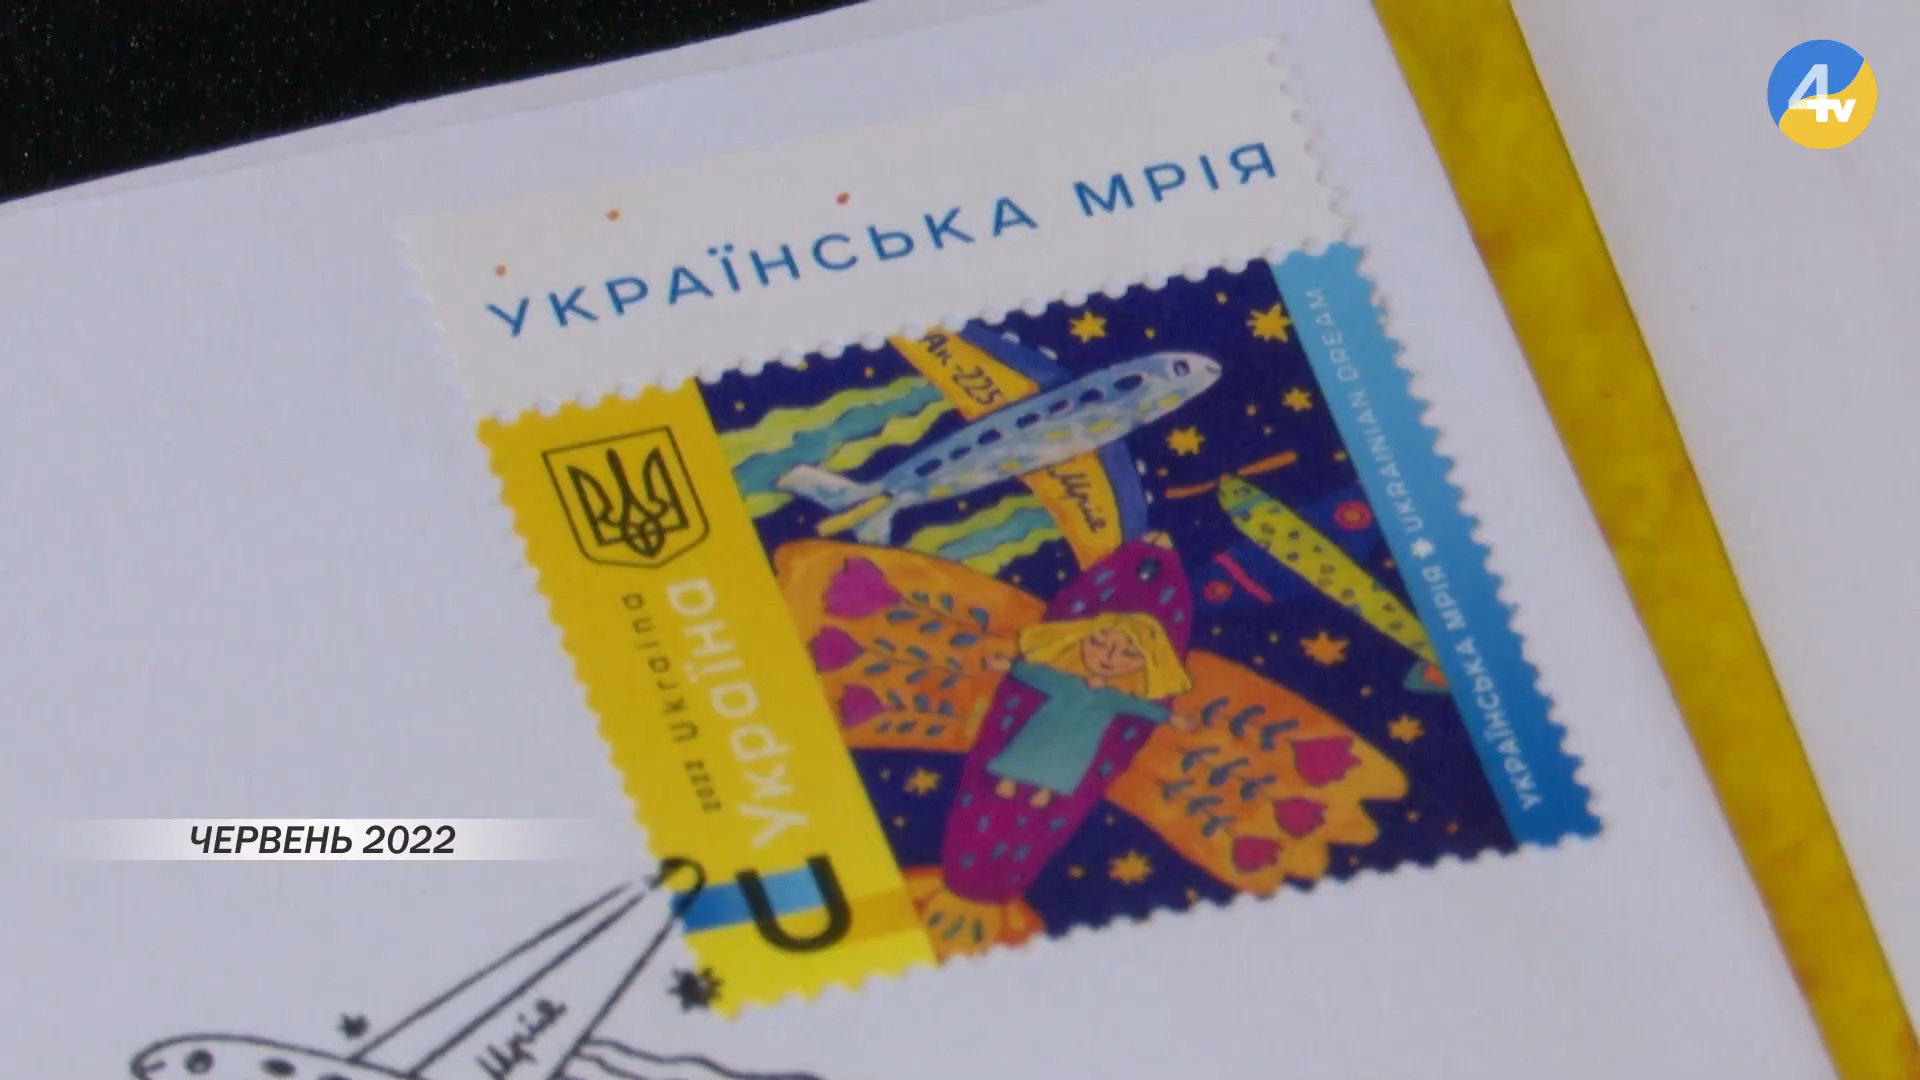 4tv
УКРАЇНСЬКА МРІЯ
Ан-225
Мрія
УКРАЇНСЬКА МРІЯ * UKRAINIAN DREAM
Україна
2022 Ukraina
U
ЧЕРВЕНЬ 2022
Мрія